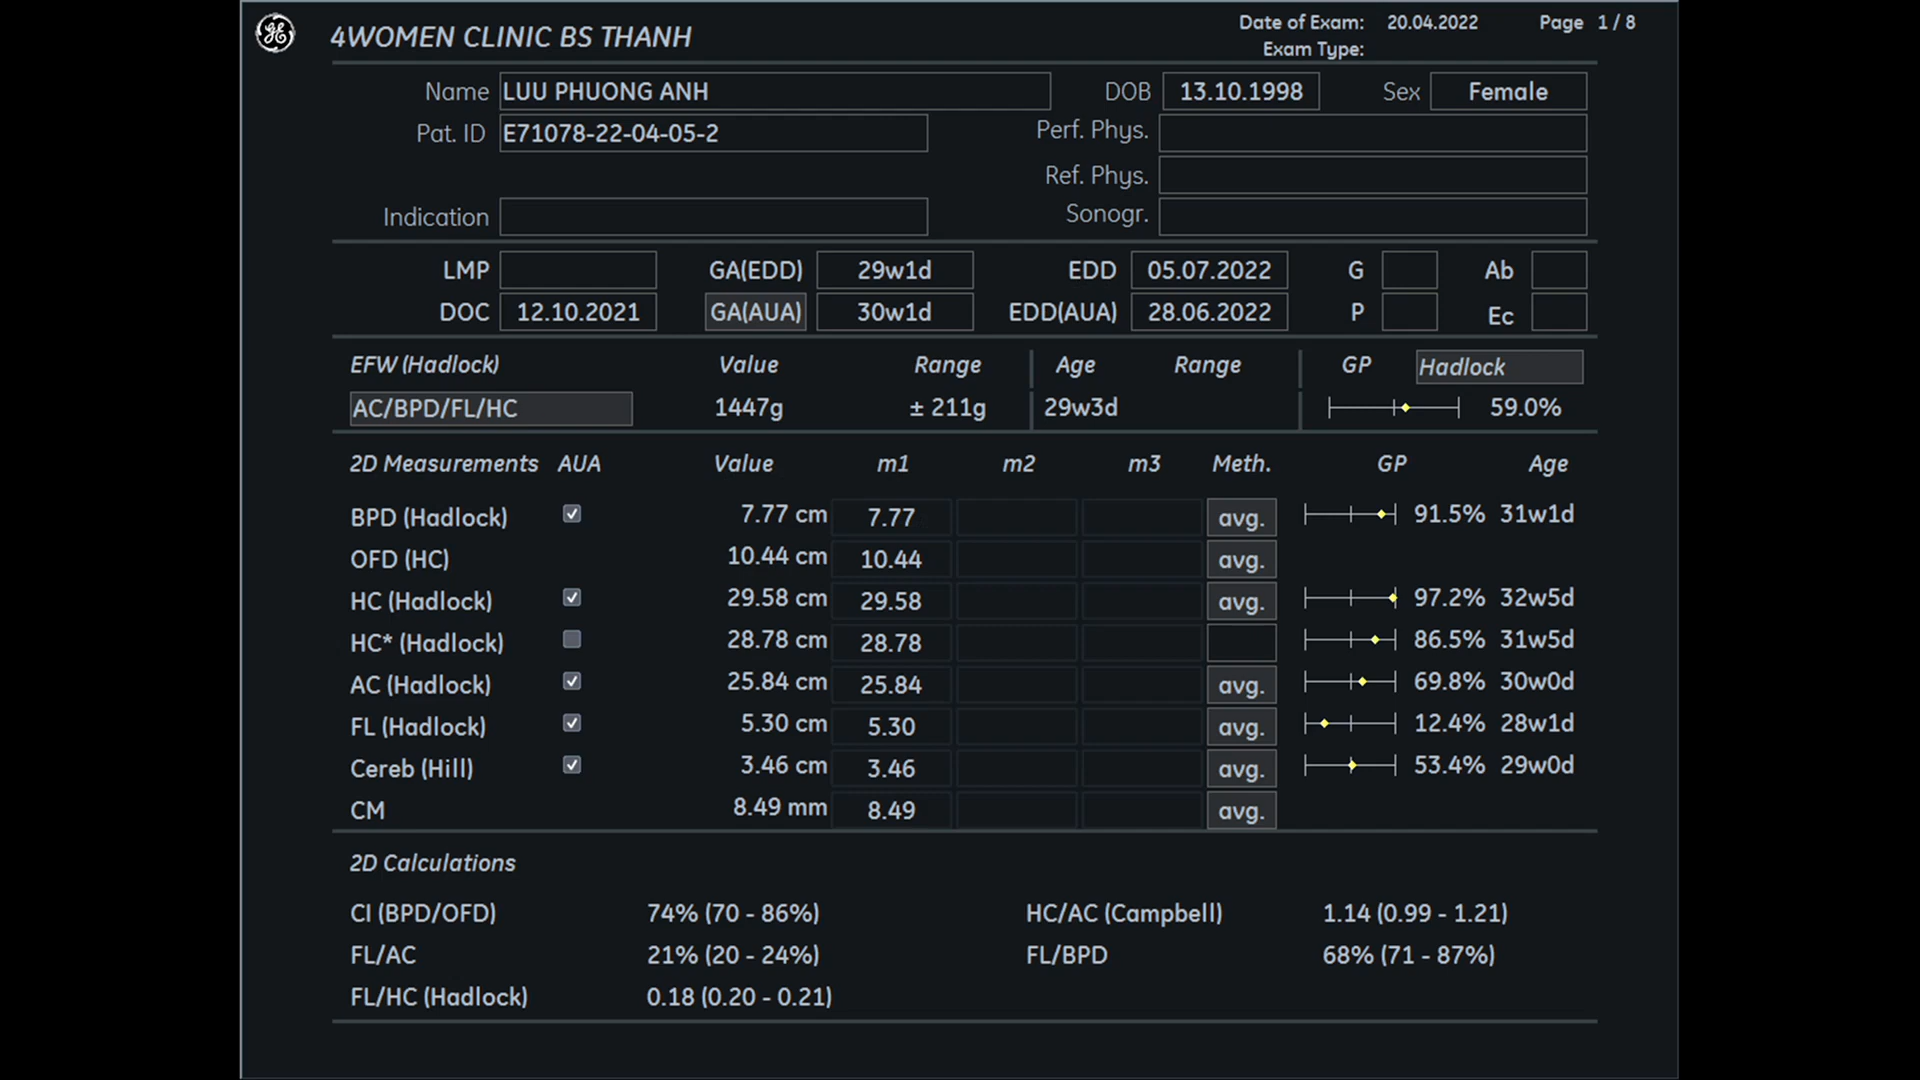 4WOMEN CLINIC BS THANH Date of Exam: 20.04.2022 Page 1 / 8
Exam Type:
Name LUU PHUONG ANH DOB 13.10.1998 Sex Female
Pat. ID E71078-22-04-05-2 Perf. Phys.
Ref. Phys.
Indication Sonogr.
LMP GA(EDD) 29w1d EDD 05.07.2022 G Ab
DOC 12.10.2021 GA(AUA) 30w1d EDD(AUA) 28.06.2022 P Ec
EFW (Hadlock) Value Range Age Range GP Hadlock
AC/BPD/FL/HC 1447g ± 211g 29w3d 59.0%
2D Measurements AUA Value m1 m2 m3 Meth. GP Age
BPD (Hadlock) 7.77 cm 7.77 avg. 91.5% 31w1d
OFD (HC) 10.44 cm 10.44 avg.
HC (Hadlock) 29.58 cm 29.58 avg. 97.2% 32w5d
HC* (Hadlock) 28.78 cm 28.78 86.5% 31w5d
AC (Hadlock) 25.84 cm 25.84 avg. 69.8% 30w0d
FL (Hadlock) 5.30 cm 5.30 avg. 12.4% 28w1d
Cereb (Hill) 3.46 cm 3.46 avg. 53.4% 29w0d
CM 8.49 mm 8.49 avg.
2D Calculations
CI (BPD/OFD) 74% (70 - 86%) HC/AC (Campbell) 1.14 (0.99 - 1.21)
FL/AC 21% (20 - 24%) FL/BPD 68% (71 - 87%)
FL/HC (Hadlock) 0.18 (0.20 - 0.21)